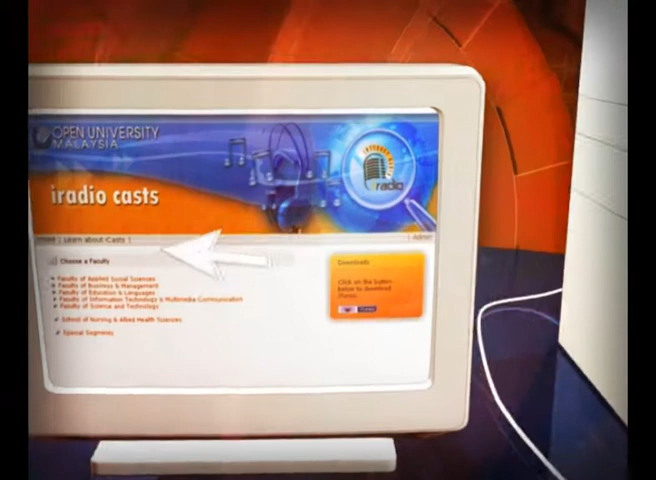 OPEN UNIVERSITY
MALAYSIA
iradio casts
iradio
Home | Learn about iCasts |
Admin
Choose a Faculty
Downloads
Click on the button
below to download
iTunes
Faculty of Applied Social Sciences
Faculty of Business & Management
Faculty of Education & Languages
Faculty of Information Technology & Multimedia Communication
Faculty of Science and Technology
School of Nursing & Allied Health Sciences
Special Segments